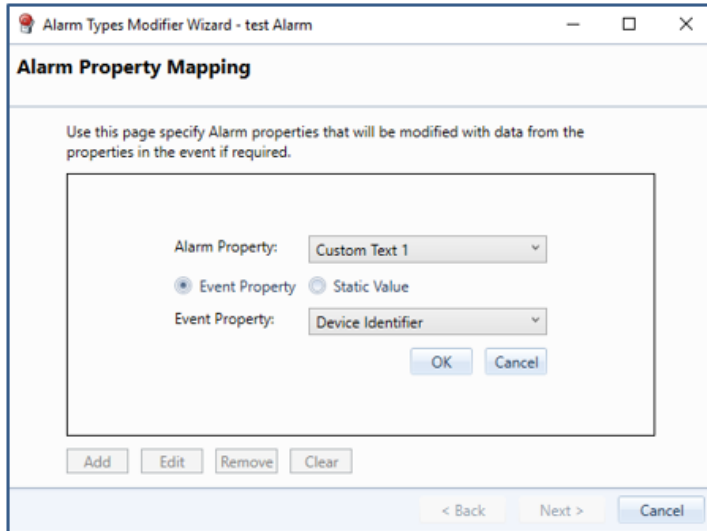 Alarm Types Modifier Wizard - test Alarm
Alarm Property Mapping
Use this page specify Alarm properties that will be modified with data from the
properties in the event if required.
Alarm Property: Custom Text 1
Event Property Static Value
Event Property: Device Identifier
OK Cancel
Add Edit Remove Clear
< Back Next > Cancel